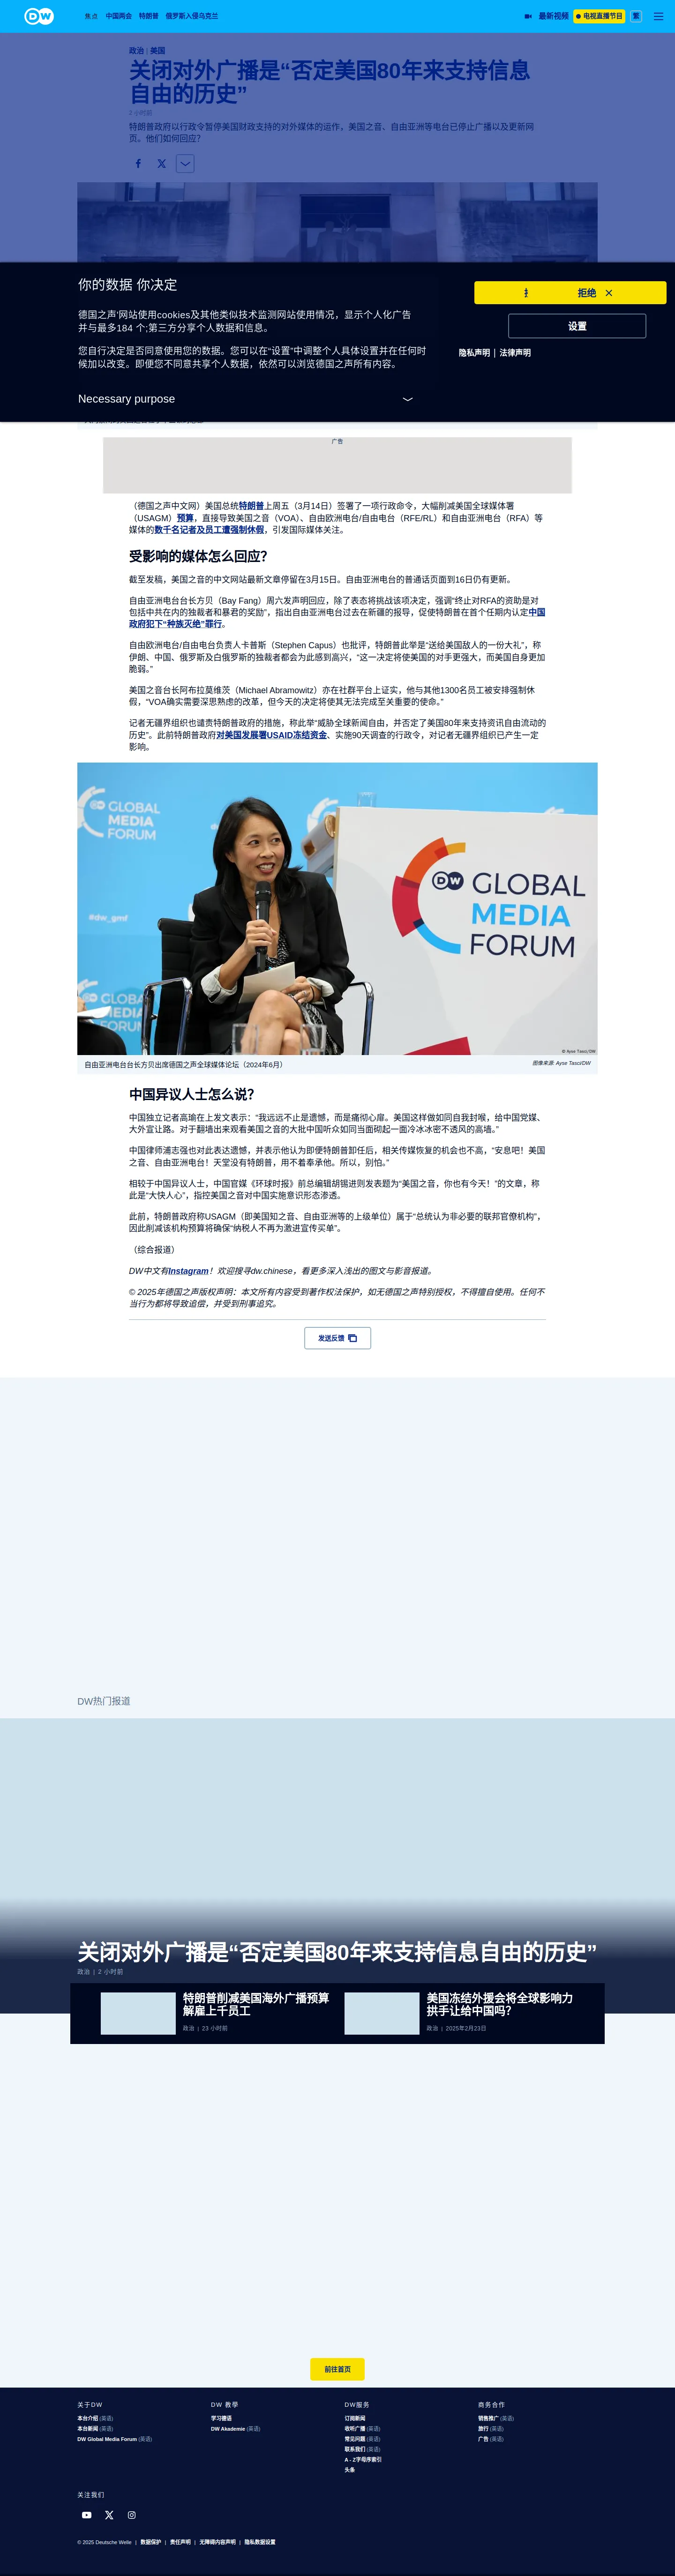 DW
焦点 中国两会 特朗普 俄罗斯入侵乌克兰
最新视频 电视直播节目 繁
政治 | 美国
关闭对外广播是“否定美国80年来支持信息
自由的历史”
2 小时前
特朗普政府以行政令暂停美国财政支持的对外媒体的运作，美国之音、自由亚洲等电台已停止广播以及更新网
页。他们如何回应？
你的数据 你决定
拒绝
德国之声'网站使用cookies及其他类似技术监测网站使用情况，显示个人化广告
并与最多184 个;第三方分享个人数据和信息。
设置
您自行决定是否同意使用您的数据。您可以在“设置”中调整个人具体设置并在任何时
候加以改变。即便您不同意共享个人数据，依然可以浏览德国之声所有内容。
隐私声明 | 法律声明
Necessary purpose
广告
（德国之声中文网）美国总统特朗普上周五（3月14日）签署了一项行政命令，大幅削减美国全球媒体署
（USAGM）预算，直接导致美国之音（VOA）、自由欧洲电台/自由电台（RFE/RL）和自由亚洲电台（RFA）等
媒体的数千名记者及员工遭强制休假，引发国际媒体关注。
受影响的媒体怎么回应？
截至发稿，美国之音的中文网站最新文章停留在3月15日。自由亚洲电台的普通话页面到16日仍有更新。
自由亚洲电台台长方贝（Bay Fang）周六发声明回应，除了表态将挑战该项决定，强调“终止对RFA的资助是对
包括中共在内的独裁者和暴君的奖励”，指出自由亚洲电台过去在新疆的报导，促使特朗普在首个任期内认定中国
政府犯下“种族灭绝”罪行。
自由欧洲电台/自由电台负责人卡普斯（Stephen Capus）也批评，特朗普此举是“送给美国敌人的一份大礼”，称
伊朗、中国、俄罗斯及白俄罗斯的独裁者都会为此感到高兴，“这一决定将使美国的对手更强大，而美国自身更加
脆弱。”
美国之音台长阿布拉莫维茨（Michael Abramowitz）亦在社群平台上证实，他与其他1300名员工被安排强制休
假，“VOA确实需要深思熟虑的改革，但今天的决定将使其无法完成至关重要的使命。”
记者无疆界组织也谴责特朗普政府的措施，称此举“威胁全球新闻自由，并否定了美国80年来支持资讯自由流动的
历史”。此前特朗普政府对美国发展署USAID冻结资金、实施90天调查的行政令，对记者无疆界组织已产生一定
影响。
GLOBAL
MEDIA
FORUM
ddw_gmf
DW GLOBAL
MEDIA
FORUM
© Ayse Tasci/DW
自由亚洲电台台长方贝出席德国之声全球媒体论坛（2024年6月）
图像来源: Ayse Tasci/DW
中国异议人士怎么说？
中国独立记者高瑜在上发文表示：“我远远不止是遗憾，而是痛彻心扉。美国这样做如同自我封喉，给中国党媒、
大外宣让路。对于翻墙出来观看美国之音的大批中国听众如同当面砌起一面冷冰冰密不透风的高墙。”
中国律师浦志强也对此表达遗憾，并表示他认为即便特朗普卸任后，相关传媒恢复的机会也不高，“安息吧！美国
之音、自由亚洲电台！天堂没有特朗普，用不着奉承他。所以，别怕。”
相较于中国异议人士，中国官媒《环球时报》前总编辑胡锡进则发表题为“美国之音，你也有今天！”的文章，称
此是“大快人心”，指控美国之音对中国实施意识形态渗透。
此前，特朗普政府称USAGM（即美国知之音、自由亚洲等的上级单位）属于“总统认为非必要的联邦官僚机构”，
因此削减该机构预算将确保“纳税人不再为激进宣传买单”。
（综合报道）
DW中文有Instagram！欢迎搜寻dw.chinese，看更多深入浅出的图文与影音报道。
© 2025年德国之声版权声明：本文所有内容受到著作权法保护，如无德国之声特别授权，不得擅自使用。任何不
当行为都将导致追偿，并受到刑事追究。
发送反馈
DW热门报道
关闭对外广播是“否定美国80年来支持信息自由的历史”
政治 | 2 小时前
特朗普削减美国海外广播预算
解雇上千员工
政治 | 23 小时前
美国冻结外援会将全球影响力
拱手让给中国吗？
政治 | 2025年2月23日
前往首页
关于DW
本台介绍 (英语)
本台新闻 (英语)
DW Global Media Forum (英语)
DW 教學
学习德语
DW Akademie (英语)
DW服务
订阅新闻
收听广播 (英语)
常见问题 (英语)
联系我们 (英语)
A - Z字母序索引
头条
商务合作
销售推广 (英语)
旅行 (英语)
广告 (英语)
关注我们
© 2025 Deutsche Welle | 数据保护 | 责任声明 | 无障碍内容声明 | 隐私数据设置